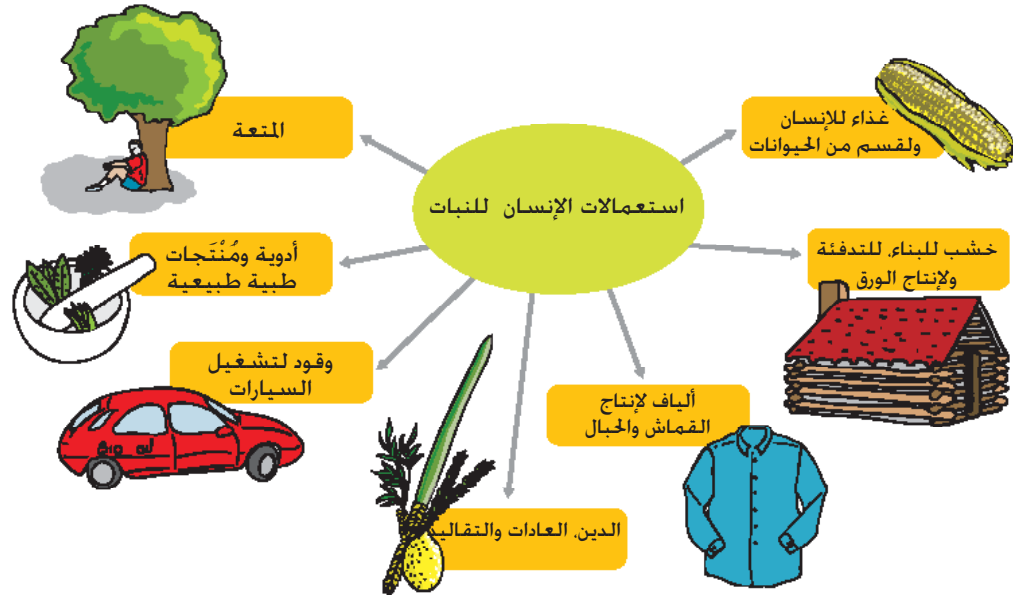 استعمالات الإنسان للنبات
غذاء للإنسان
ولقسم من الحيوانات
خشب للبناء، للتدفئة
ولإنتاج الورق
ألياف لإنتاج
القماش والحبال
الدين، العادات والتقاليد
وقود لتشغيل
السيارات
أدوية ومُنْتَجات
طبية طبيعية
المتعة